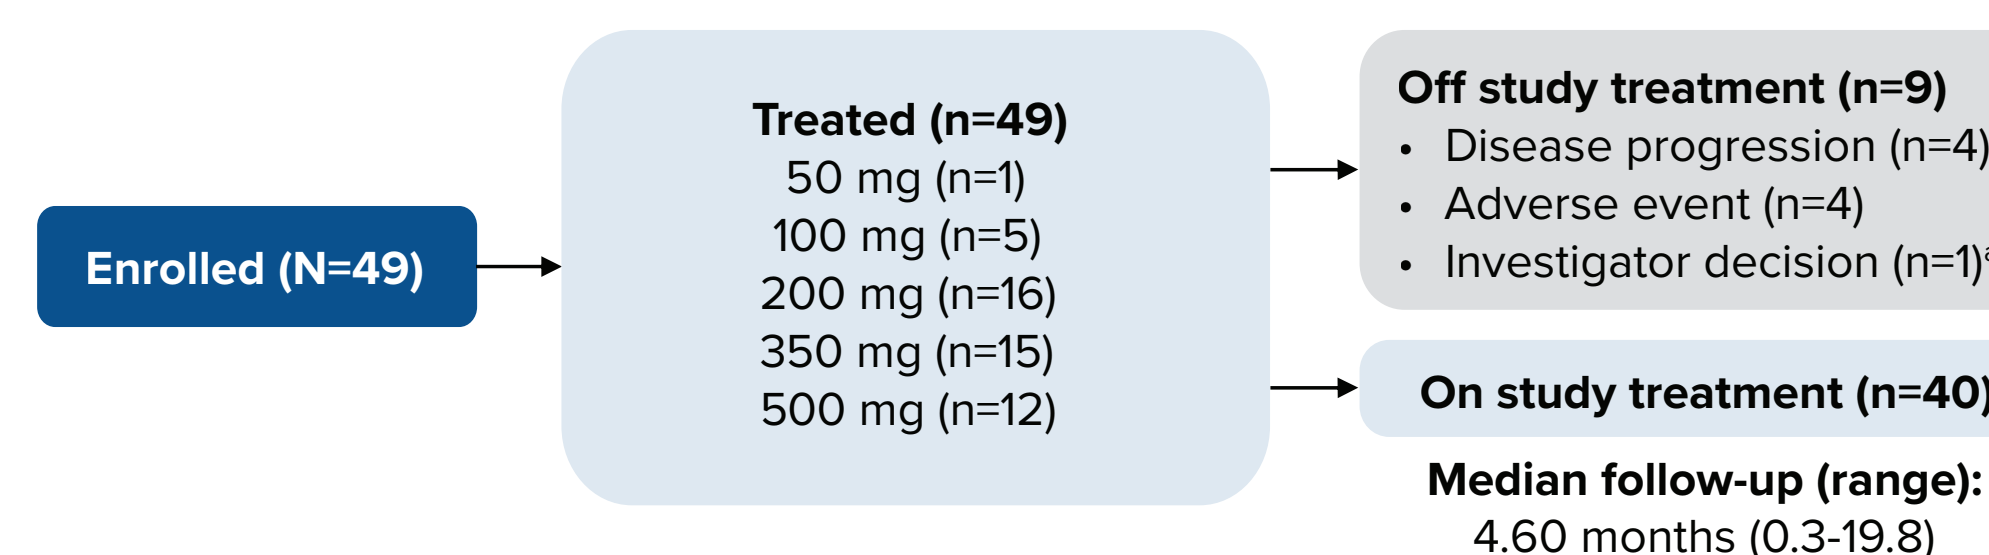 Enrolled (N=49)
Treated (n=49)
50 mg (n=1)
100 mg (n=5)
200 mg (n=16)
350 mg (n=15)
500 mg (n=12)
Off study treatment (n=9)
• Disease progression (n=4)
• Adverse event (n=4)
• Investigator decision (n=1)ᵃ
On study treatment (n=40)
Median follow-up (range):
4.60 months (0.3-19.8)